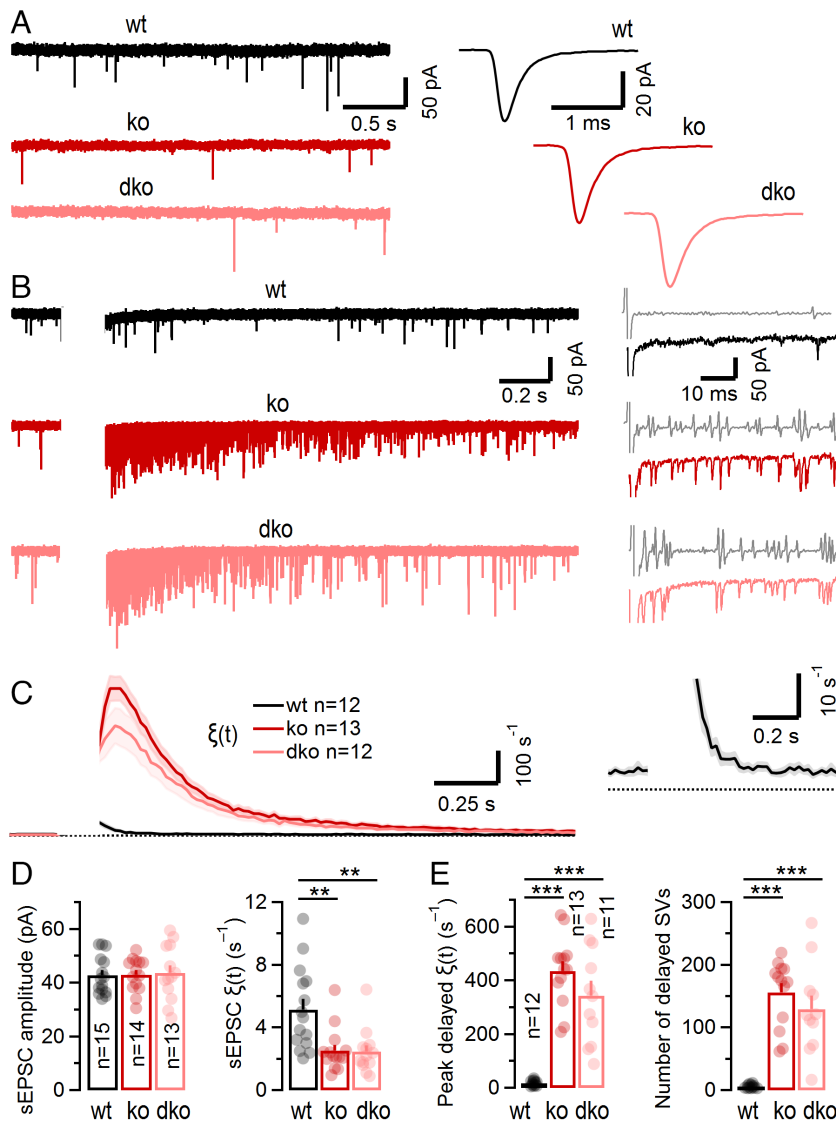 A
wt
wt
50 pA
0.5 s
20 pA
1 ms
ko
ko
dko
dko
B
wt
50 pA
0.2 s
50 pA
10 ms
ko
dko
C
wt n=12
ξ(t)
ko n=13
dko n=12
100 s⁻¹
0.25 s
10 s⁻¹
0.2 s
D
sEPSC amplitude (pA)
60
40
20
0
n=15
n=14
n=13
wt
ko
dko
sEPSC ξ(t) (s⁻¹)
12
8
4
0
**
**
wt
ko
dko
E
Peak delayed ξ(t) (s⁻¹)
600
400
200
0
***
***
n=12
n=13
n=11
wt
ko
dko
Number of delayed SVs
300
200
100
0
***
***
wt
ko
dko